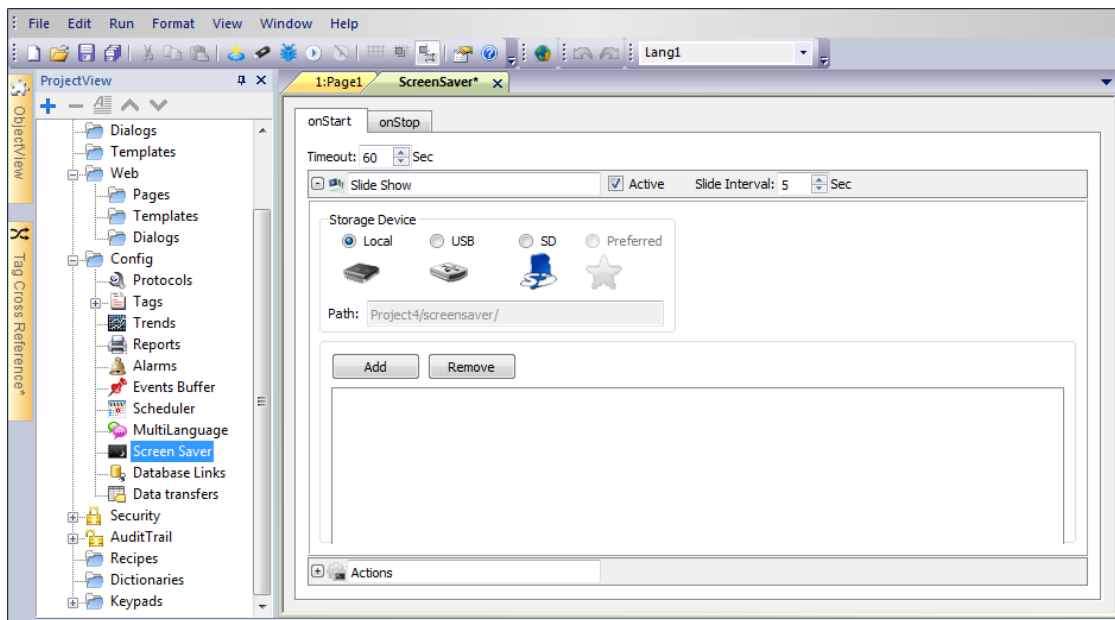 File Edit Run Format View Window Help
Lang1
ProjectView
1:Page1 ScreenSaver*
ObjectView
Tag Cross Reference*
Dialogs
Templates
Web
Pages
Templates
Dialogs
Config
Protocols
Tags
Trends
Reports
Alarms
Events Buffer
Scheduler
MultiLanguage
Screen Saver
Database Links
Data transfers
Security
AuditTrail
Recipes
Dictionaries
Keypads
onStart onStop
Timeout: 60 Sec
Slide Show Active Slide Interval: 5 Sec
Storage Device
Local USB SD Preferred
Path: Project4/screensaver/
Add Remove
Actions